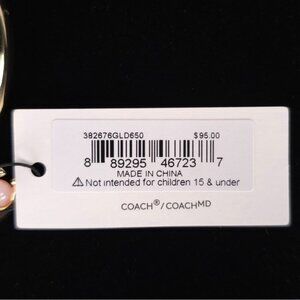 382676GLD650 $95.00
8 89295 46723 7
MADE IN CHINA
⚠Not intended for children 15 & under
COACH®/COACHMD